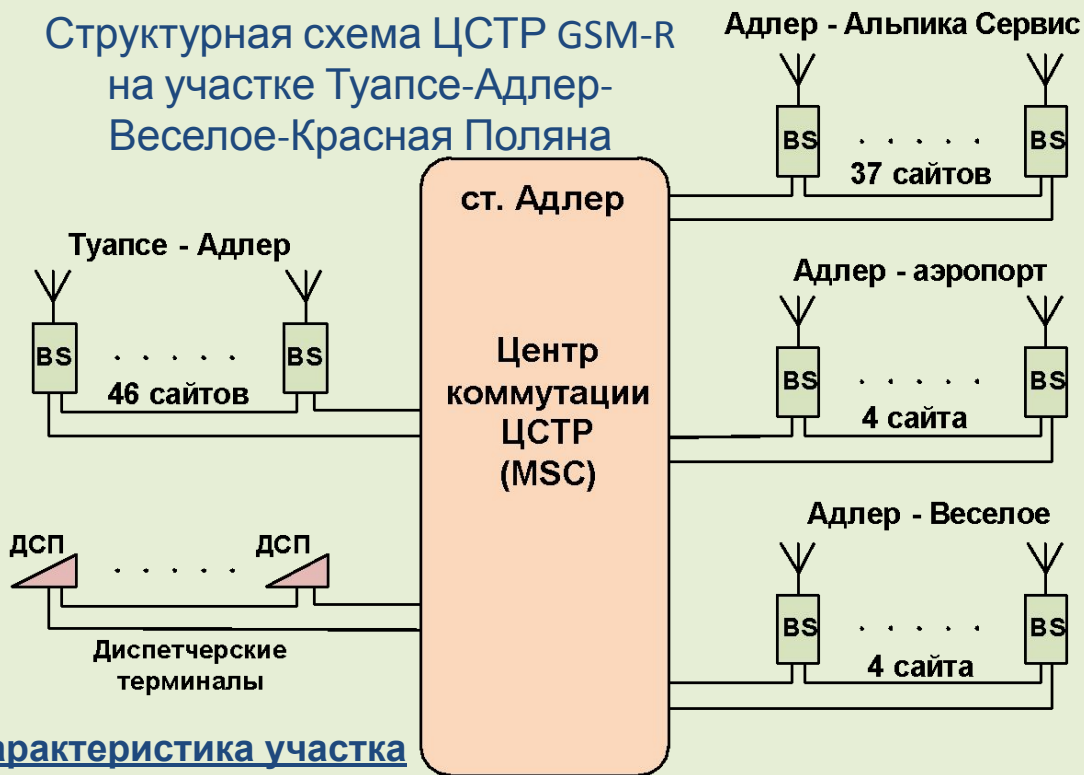 Структурная схема ЦСТР GSM-R
на участке Туапсе-Адлер-
Веселое-Красная Поляна
Адлер - Альпика Сервис
BS
BS
37 сайтов
ст. Адлер
Туапсе - Адлер
BS
BS
46 сайтов
Адлер - аэропорт
BS
BS
4 сайта
Центр
коммутации
ЦСТР
(MSC)
ДСП
ДСП
Диспетчерские
терминалы
Адлер - Веселое
BS
BS
4 сайта
арактеристика участка